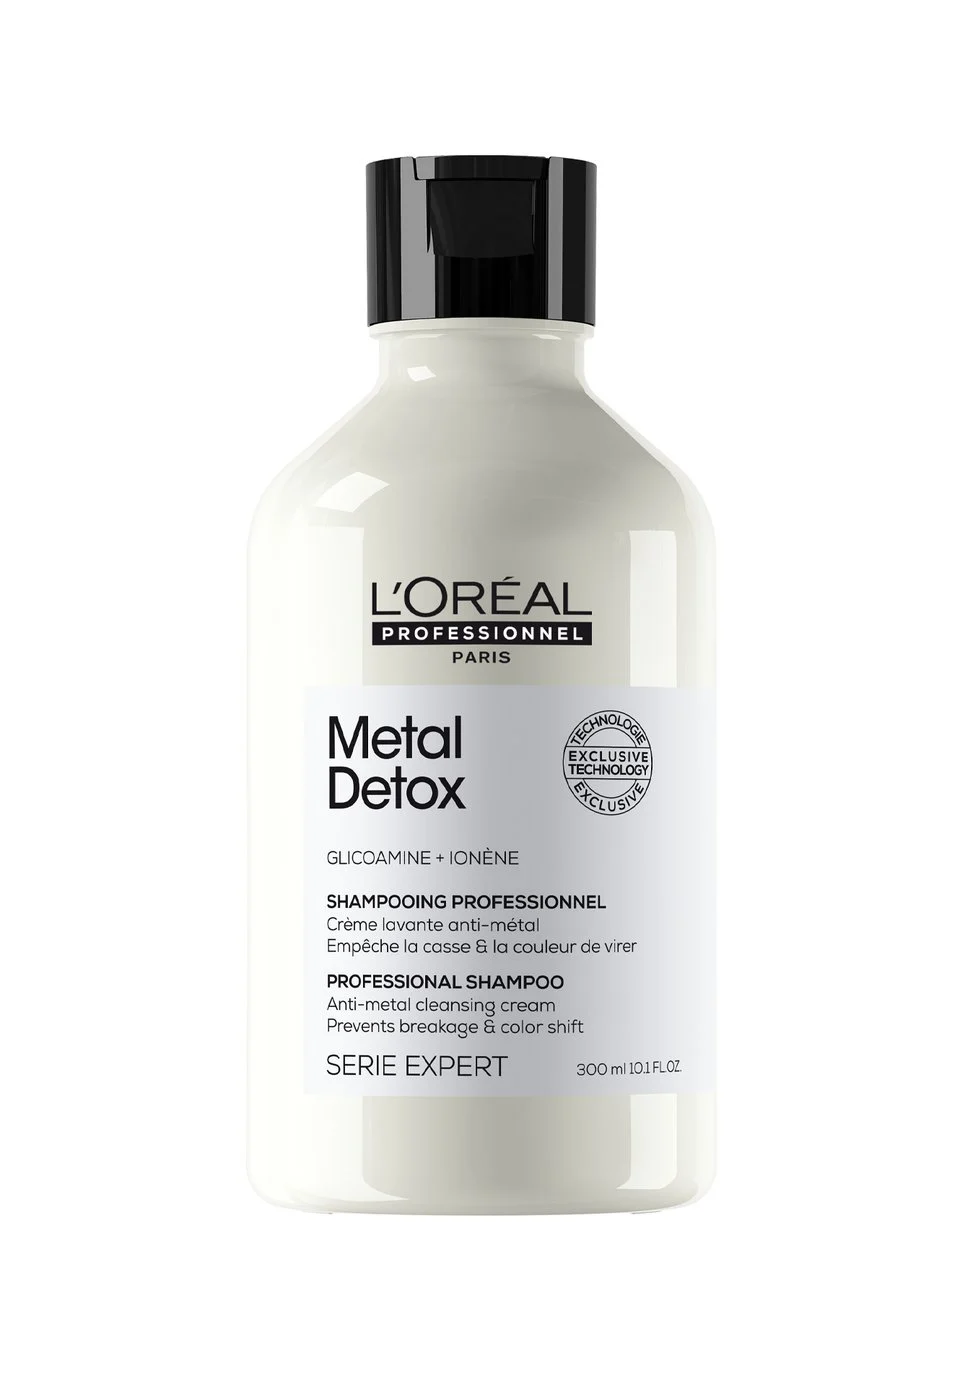 L'ORÉAL
PROFESSIONNEL
PARIS
Metal
Detox
TECHNOLOGIE
EXCLUSIVE
TECHNOLOGY
EXCLUSIVE
GLICOAMINE + IONÈNE
SHAMPOOING PROFESSIONNEL
Crème lavante anti-métal
Empêche la casse & la couleur de virer
PROFESSIONAL SHAMPOO
Anti-metal cleansing cream
Prevents breakage & color shift
SERIE EXPERT
300 ml 10.1 FL.OZ.